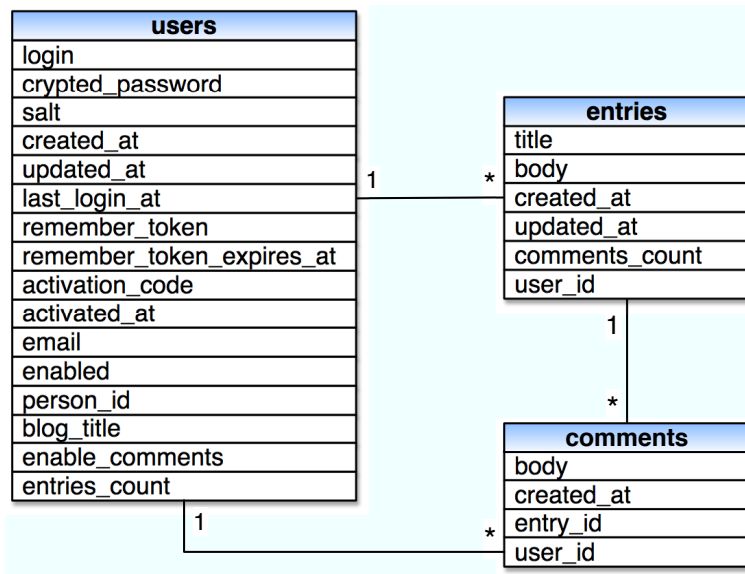 users
login
crypted_password
salt
created_at
updated_at
last_login_at
remember_token
remember_token_expires_at
activation_code
activated_at
email
enabled
person_id
blog_title
enable_comments
entries_count
1
*
entries
title
body
created_at
updated_at
comments_count
user_id
1
*
comments
body
created_at
entry_id
user_id
1
*